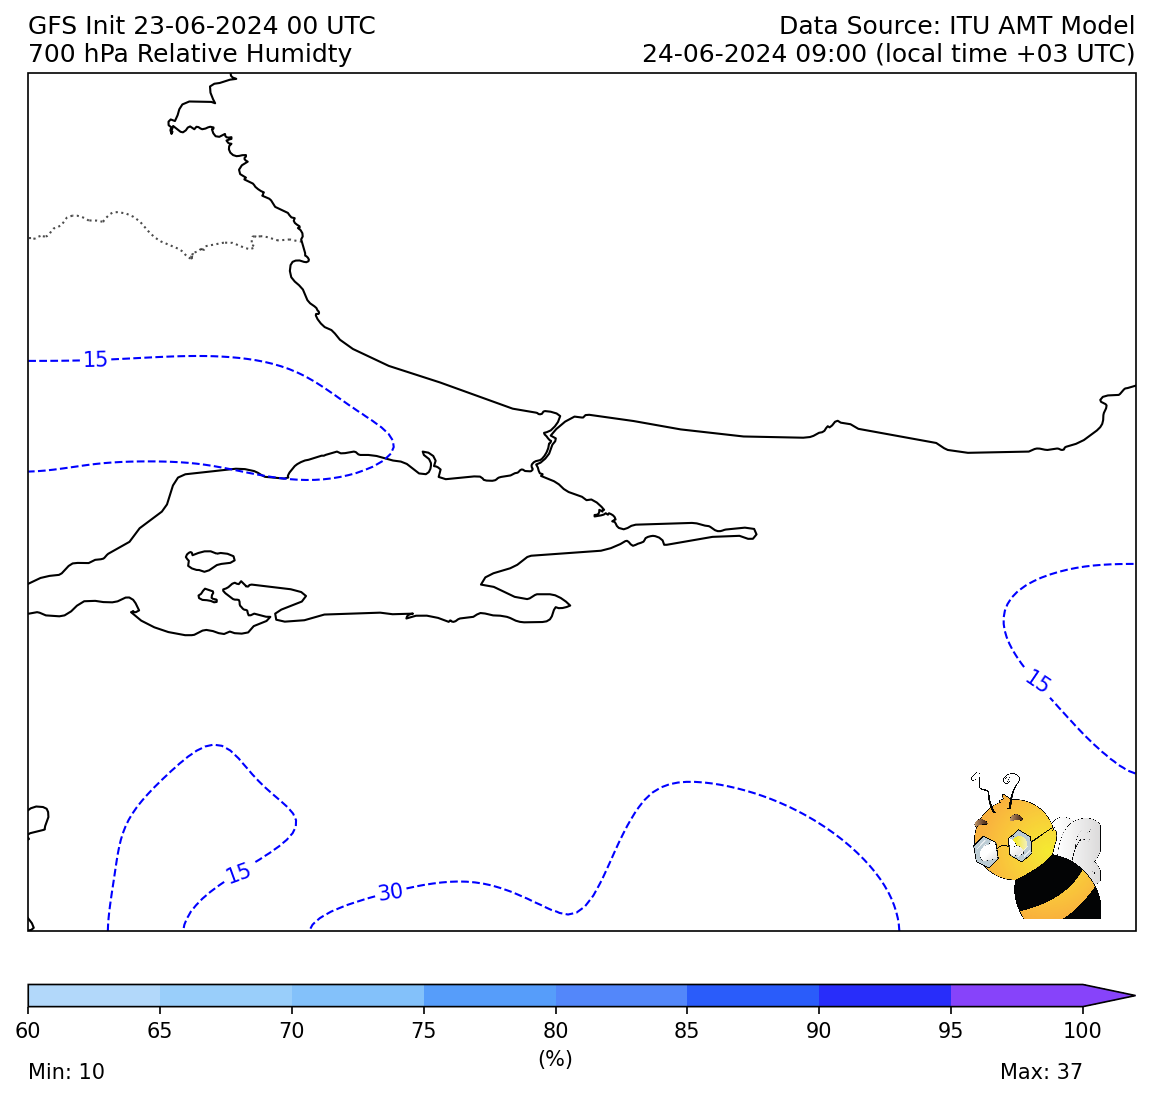 GFS Init 23-06-2024 00 UTC
Data Source: ITU AMT Model
700 hPa Relative Humidty
24-06-2024 09:00 (local time +03 UTC)
15
15
15
30
60 65 70 75 80 85 90 95 100
(%)
Min: 10
Max: 37